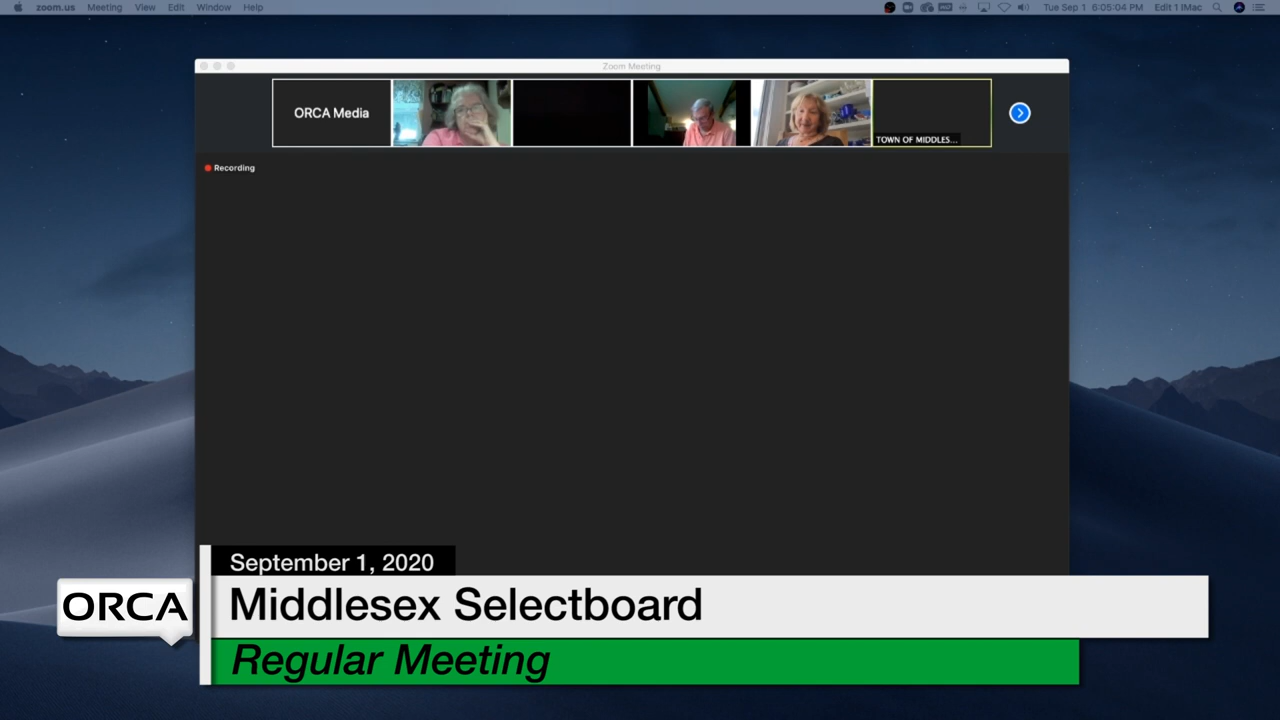 zoom.us Meeting View Edit Window Help Tue Sep 1 6:05:04 PM Edit 1 iMac
Zoom Meeting
ORCA Media
TOWN OF MIDDLES...
Recording
September 1, 2020
ORCA
Middlesex Selectboard
Regular Meeting